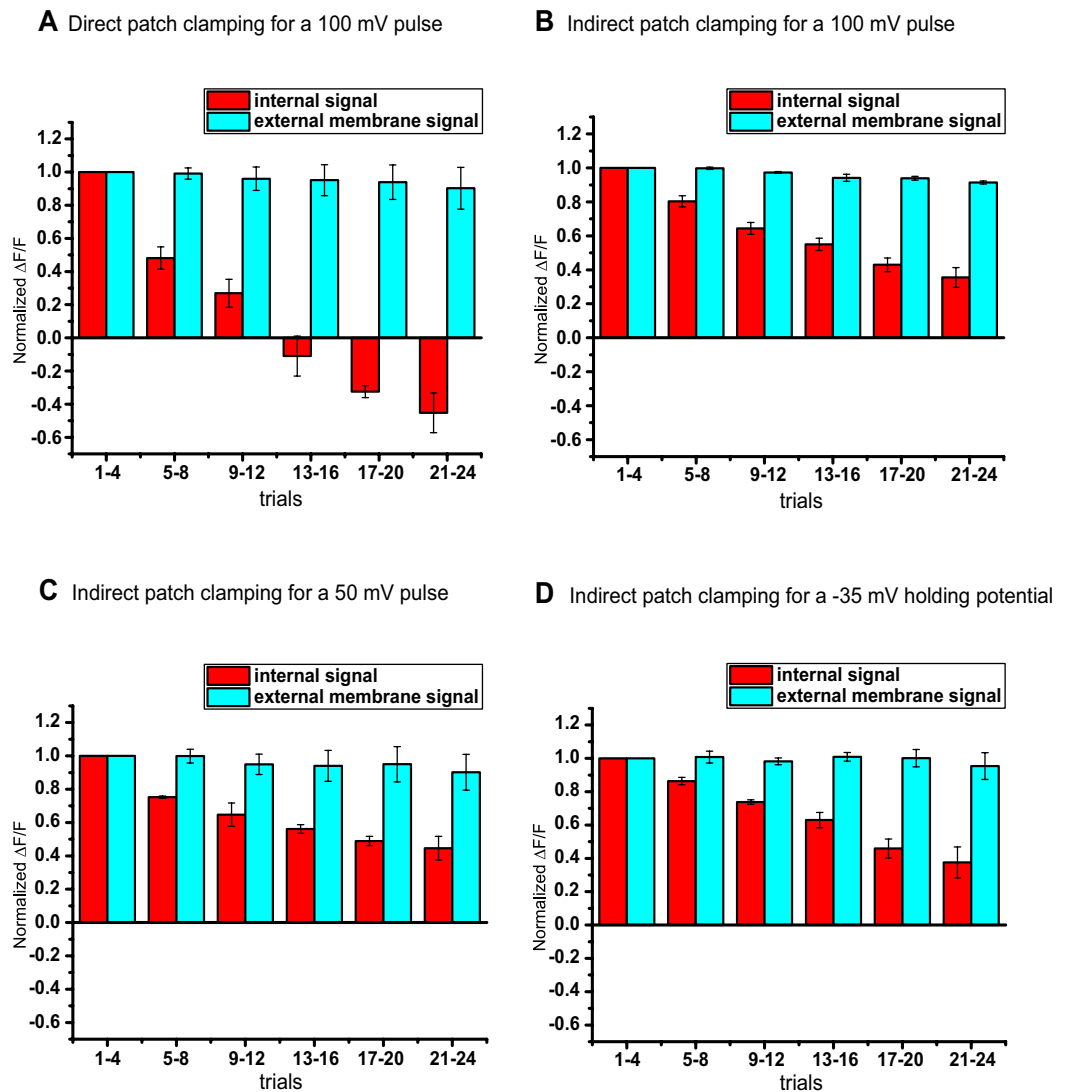 A Direct patch clamping for a 100 mV pulse
internal signal
external membrane signal
Normalized ΔF/F
1.2
1.0
0.8
0.6
0.4
0.2
0.0
-0.2
-0.4
-0.6
1-4 5-8 9-12 13-16 17-20 21-24
trials
B Indirect patch clamping for a 100 mV pulse
internal signal
external membrane signal
Normalized ΔF/F
1.2
1.0
0.8
0.6
0.4
0.2
0.0
-0.2
-0.4
-0.6
1-4 5-8 9-12 13-16 17-20 21-24
trials
C Indirect patch clamping for a 50 mV pulse
internal signal
external membrane signal
Normalized ΔF/F
1.2
1.0
0.8
0.6
0.4
0.2
0.0
-0.2
-0.4
-0.6
1-4 5-8 9-12 13-16 17-20 21-24
trials
D Indirect patch clamping for a -35 mV holding potential
internal signal
external membrane signal
Normalized ΔF/F
1.2
1.0
0.8
0.6
0.4
0.2
0.0
-0.2
-0.4
-0.6
1-4 5-8 9-12 13-16 17-20 21-24
trials